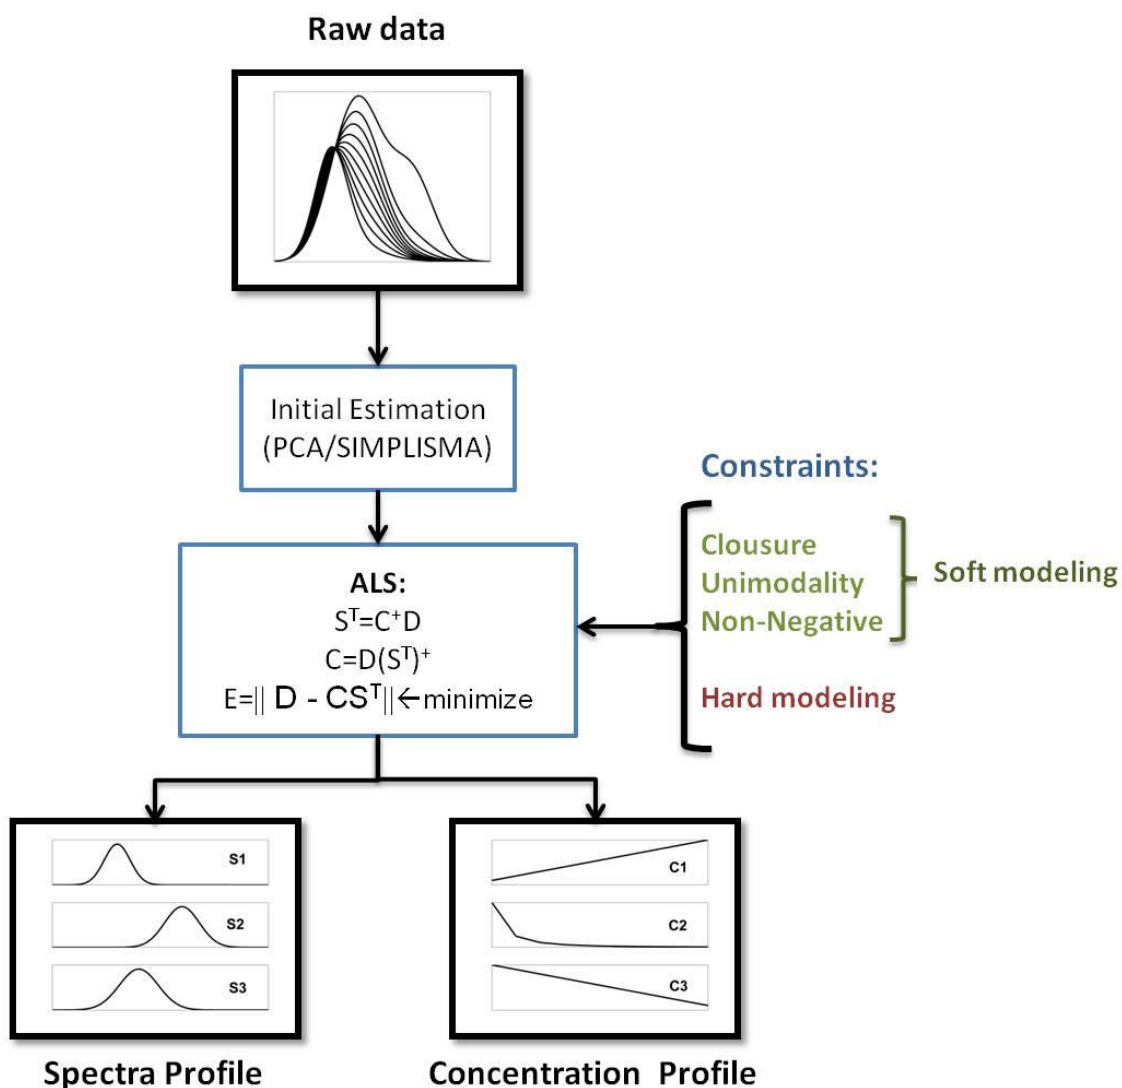 Raw data
Initial Estimation
(PCA/SIMPLISMA)
Constraints:
Clousure
Unimodality
Non-Negative
Soft modeling
Hard modeling
ALS:
Sᵀ=C⁺D
C=D(Sᵀ)⁺
E=|| D - CSᵀ||←minimize
S1
S2
S3
C1
C2
C3
Spectra Profile
Concentration Profile